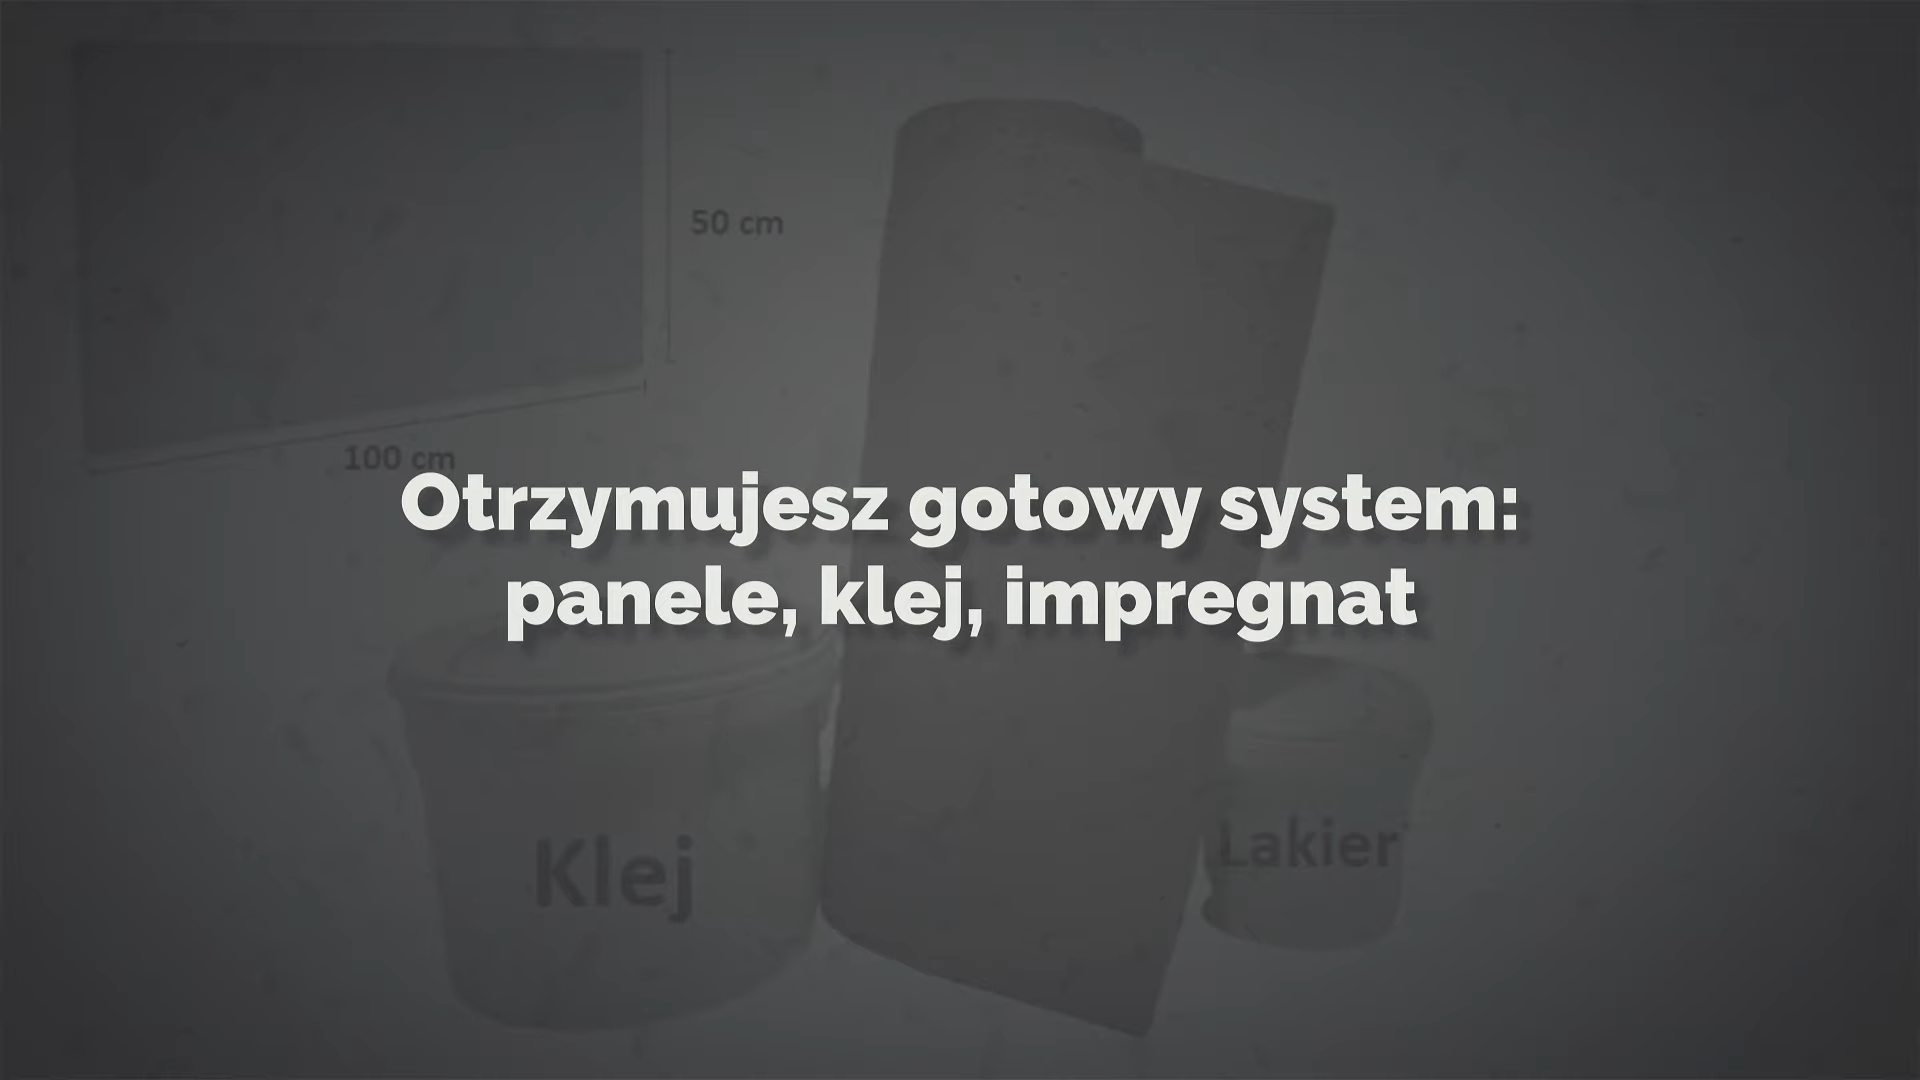 50 cm
100 cm
Otrzymujesz gotowy system:
panele, klej, impregnat
Klej
Lakier